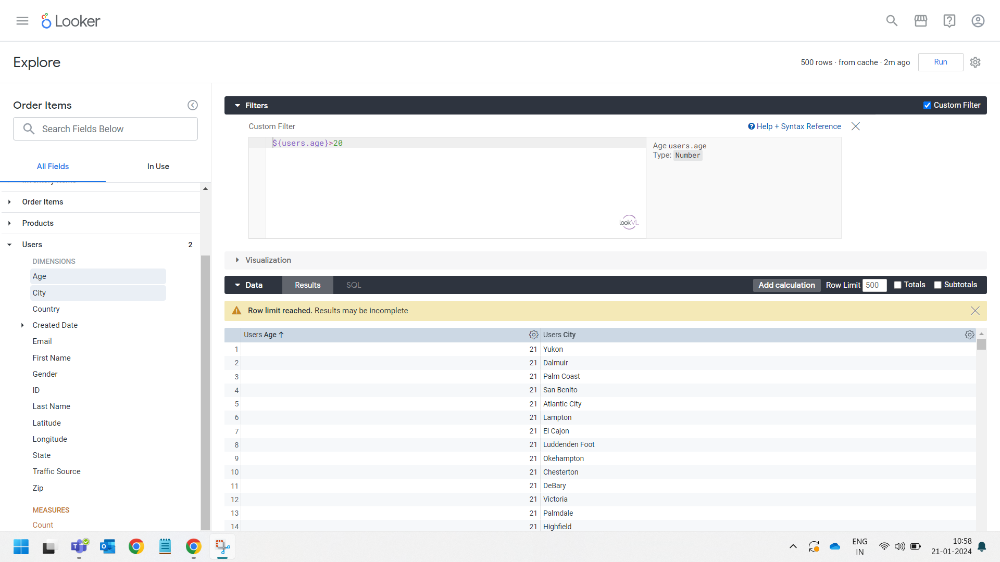 Looker
Explore
500 rows · from cache · 2m ago
Run
Order Items
Search Fields Below
All Fields
In Use
Inventory Items
Order Items
Products
Users 2
DIMENSIONS
Age
City
Country
Created Date
Email
First Name
Gender
ID
Last Name
Latitude
Longitude
State
Traffic Source
Zip
MEASURES
Count
Filters
Custom Filter
Custom Filter
Help + Syntax Reference
${users.age}>20
Age users.age
Type: Number
lookML
Visualization
Data
Results
SQL
Add calculation
Row Limit 500
Totals
Subtotals
Row limit reached. Results may be incomplete
Users Age ↑ Users City
1 21 Yukon
2 21 Dalmuir
3 21 Palm Coast
4 21 San Benito
5 21 Atlantic City
6 21 Lampton
7 21 El Cajon
8 21 Luddenden Foot
9 21 Okehampton
10 21 Chesterton
11 21 DeBary
12 21 Victoria
13 21 Palmdale
14 21 Highfield
ENG
IN
10:58
21-01-2024